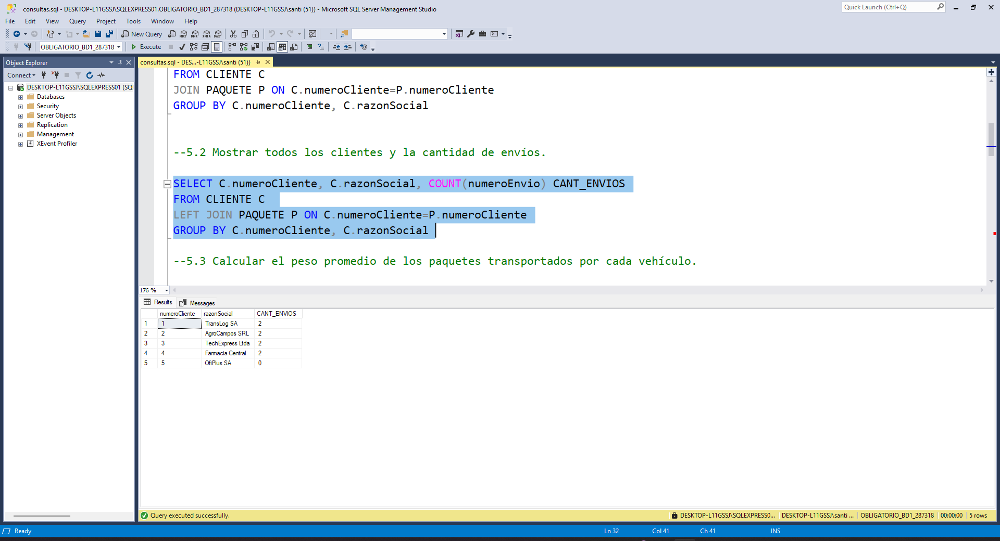 consultas.sql - DESKTOP-L11GSSJ\SQLEXPRESS01.OBLIGATORIO_BD1_287318 (DESKTOP-L11GSSJ\santi (51)) - Microsoft SQL Server Management Studio
Quick Launch (Ctrl+Q)
File Edit View Query Project Tools Window Help
New Query
MDX DMX XMLA DAX
OBLIGATORIO_BD1_287318
Execute
Object Explorer
consultas.sql - DES...-L11GSSJ\santi (51))
Connect
DESKTOP-L11GSSJ\SQLEXPRESS01 (SQL
Databases
Security
Server Objects
Replication
Management
XEvent Profiler
FROM CLIENTE C
JOIN PAQUETE P ON C.numeroCliente=P.numeroCliente
GROUP BY C.numeroCliente, C.razonSocial
--5.2 Mostrar todos los clientes y la cantidad de envíos.
SELECT C.numeroCliente, C.razonSocial, COUNT(numeroEnvio) CANT_ENVIOS
FROM CLIENTE C
LEFT JOIN PAQUETE P ON C.numeroCliente=P.numeroCliente
GROUP BY C.numeroCliente, C.razonSocial
--5.3 Calcular el peso promedio de los paquetes transportados por cada vehículo.
176 %
Results Messages
numeroCliente razonSocial CANT_ENVIOS
1 1 TransLog SA 2
2 2 AgroCampos SRL 2
3 3 TechExpress Ltda 2
4 4 Farmacia Central 2
5 5 OfiPlus SA 0
Query executed successfully.
DESKTOP-L11GSSJ\SQLEXPRESS0... DESKTOP-L11GSSJ\santi ... OBLIGATORIO_BD1_287318 00:00:00 5 rows
Ready
Ln 32 Col 41 Ch 41 INS